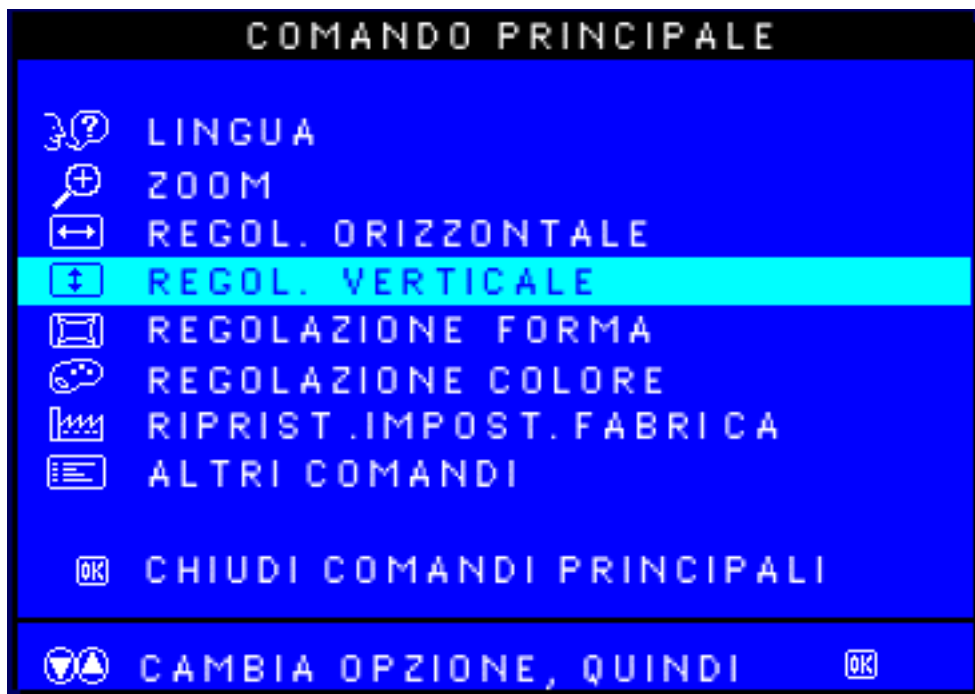 COMANDO PRINCIPALE
LINGUA
ZOOM
REGOL. ORIZZONTALE
REGOL. VERTICALE
REGOLAZIONE FORMA
REGOLAZIONE COLORE
RIPRIST.IMPOST.FABRICA
ALTRI COMANDI
OK CHIUDI COMANDI PRINCIPALI
CAMBIA OPZIONE, QUINDI OK